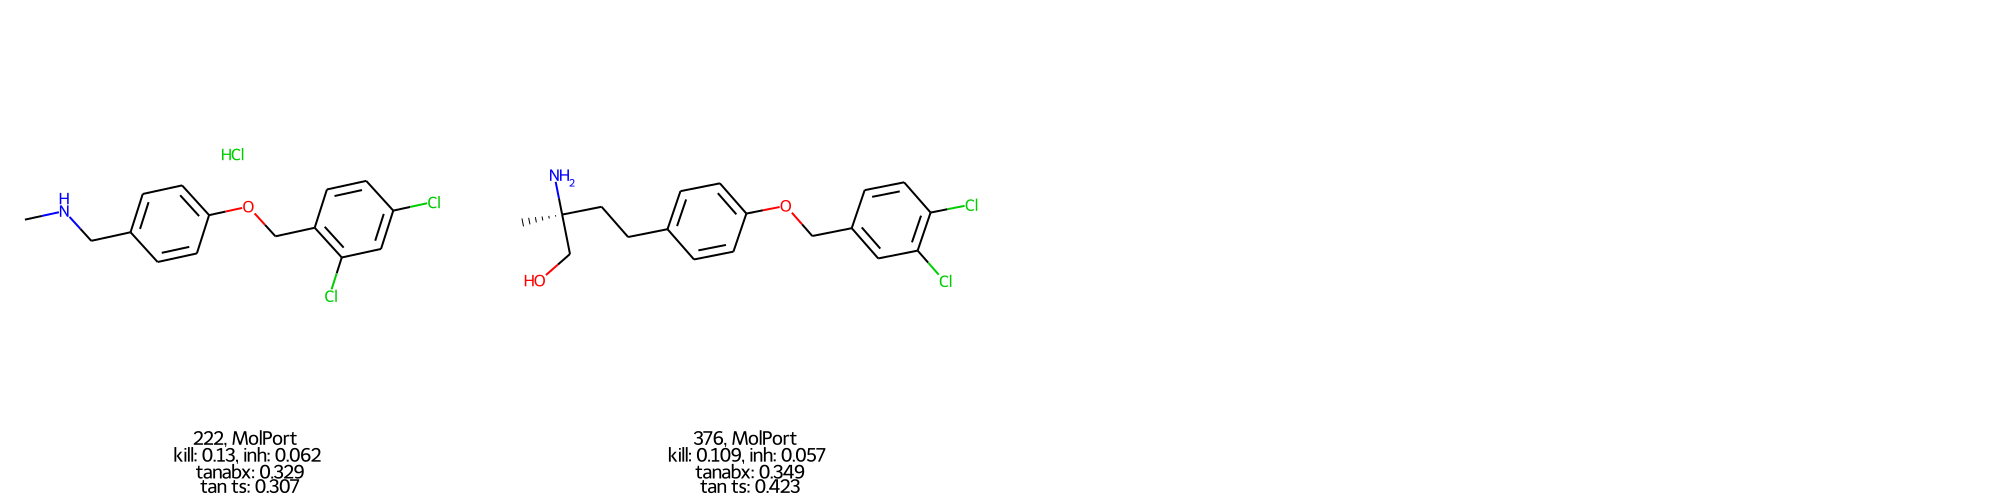 HCl
H
N
O
Cl
Cl
NH2
HO
O
Cl
Cl
222, MolPort
kill: 0.13, inh: 0.062
tanabx: 0.329
tan ts: 0.307
376, MolPort
kill: 0.109, inh: 0.057
tanabx: 0.349
tan ts: 0.423